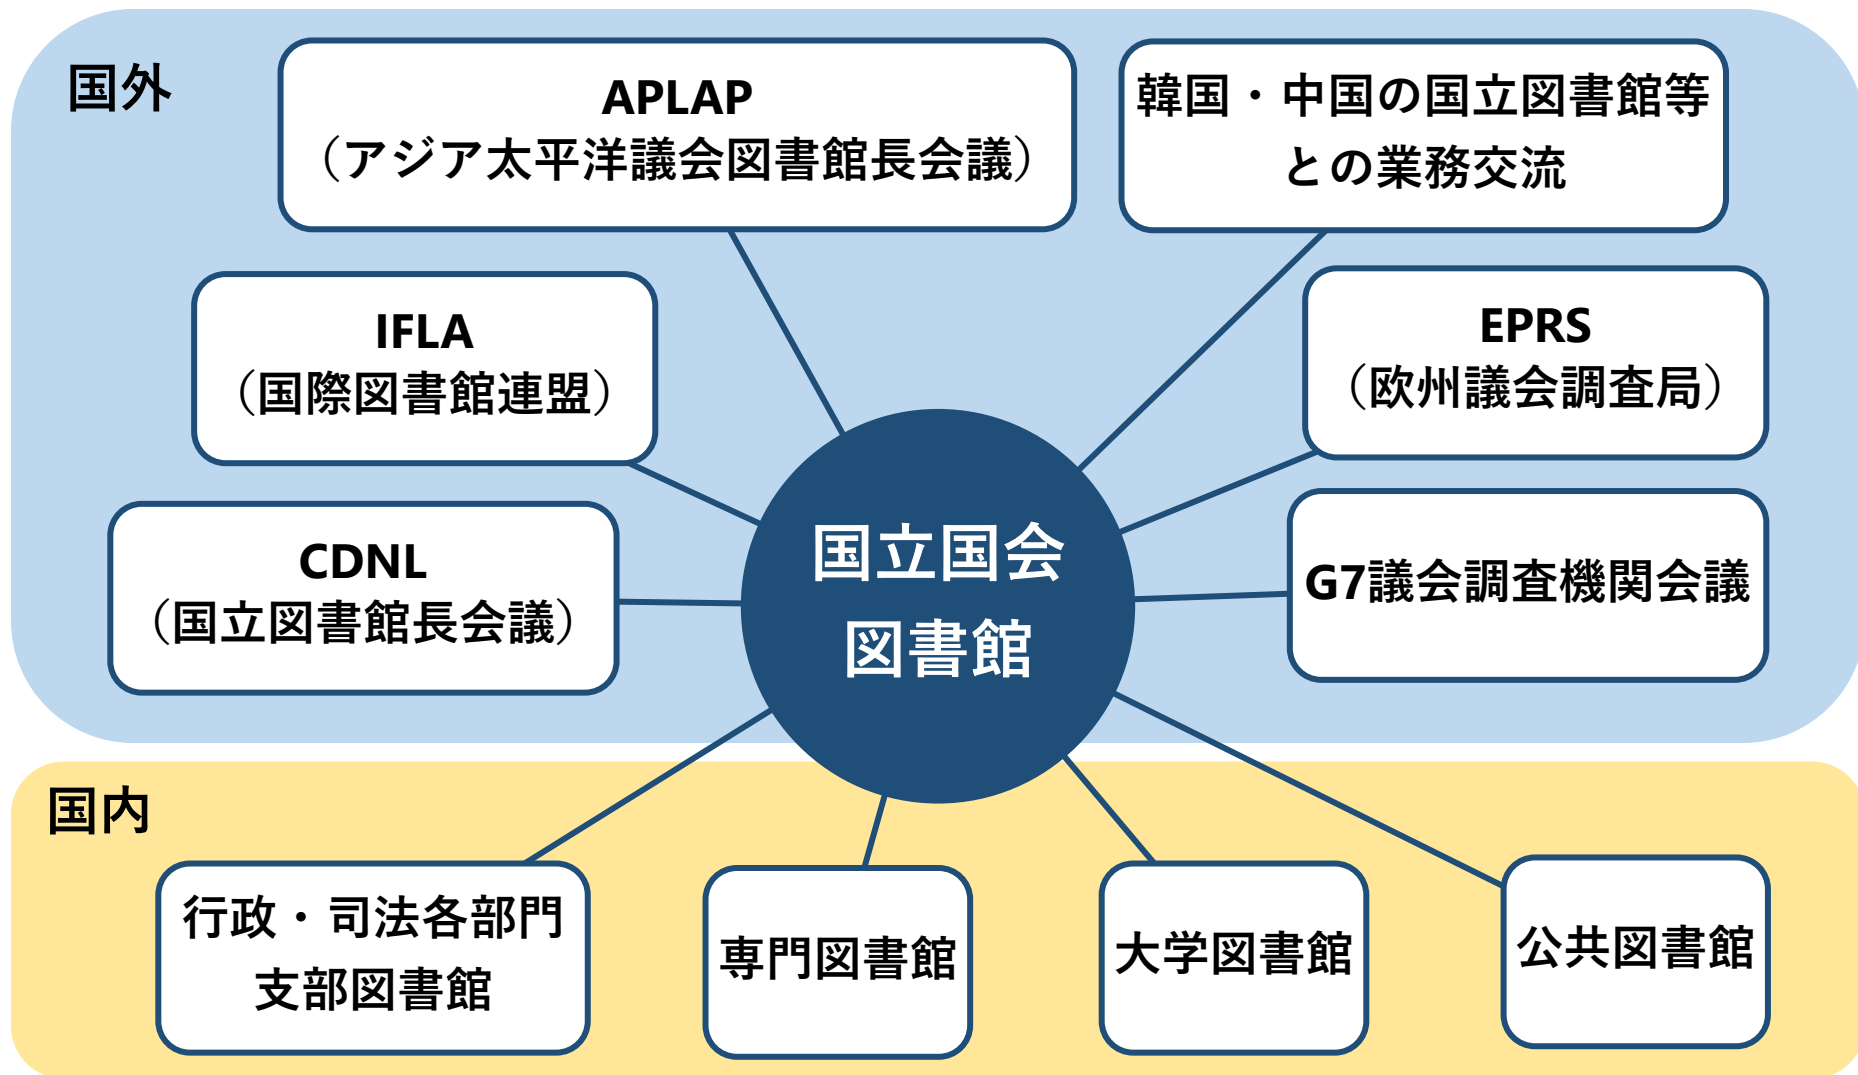 国外
APLAP
（アジア太平洋議会図書館長会議）
韓国・中国の国立図書館等
との業務交流
IFLA
（国際図書館連盟）
EPRS
（欧州議会調査局）
CDNL
（国立図書館長会議）
国立国会
図書館
G7議会調査機関会議
国内
行政・司法各部門
支部図書館
専門図書館
大学図書館
公共図書館